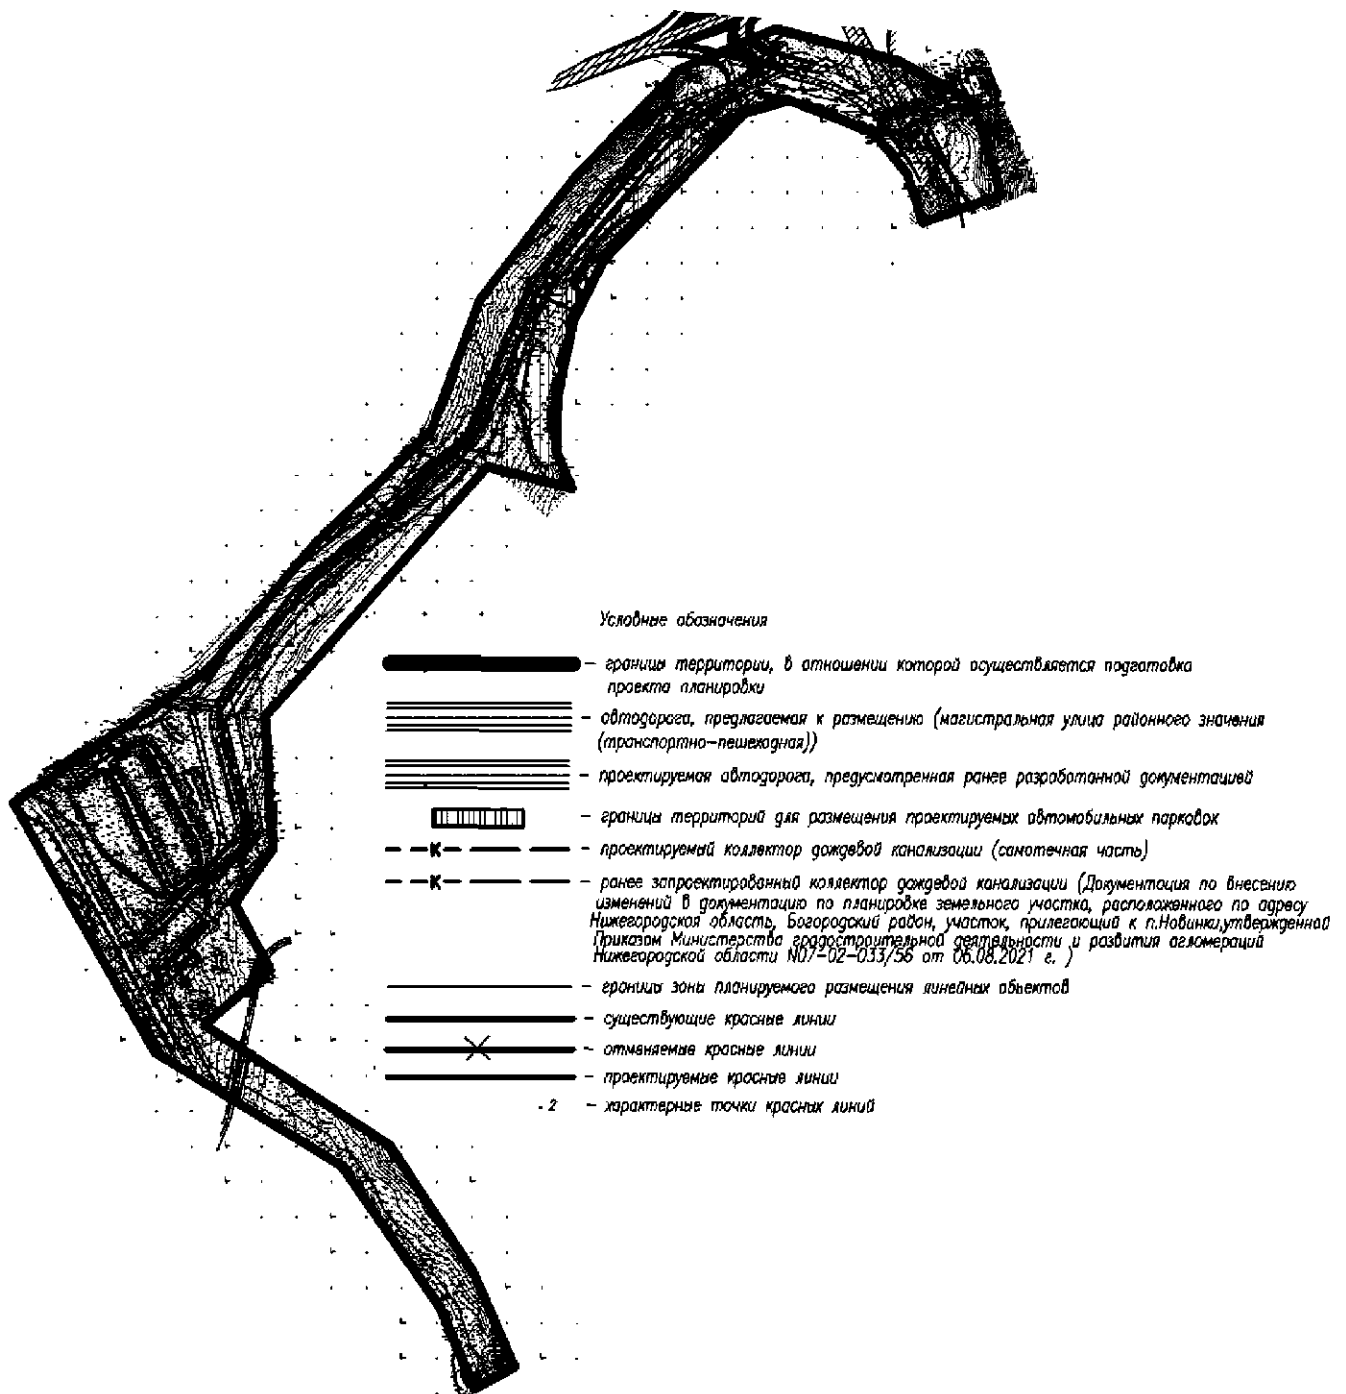 Условные обозначения
– границы территории, в отношении которой осуществляется подготовка
проекта планировки
– автодорога, предлагаемая к размещению (магистральная улица районного значения
(транспортно-пешеходная))
– проектируемая автодорога, предусмотренная ранее разработанной документацией
– границы территорий для размещения проектируемых автомобильных парковок
К – проектируемый коллектор дождевой канализации (самотечная часть)
К – ранее запроектированный коллектор дождевой канализации (Документация по внесению
изменений в документацию по планировке земельного участка, расположенного по адресу
Нижегородская область, Богородский район, участок, прилегающий к п.Новинки,утвержденной
Приказом Министерства градостроительной деятельности и развития агломераций
Нижегородской области N07-02-033/56 от 06.08.2021 г. )
– границы зоны планируемого размещения линейных объектов
– существующие красные линии
– отменяемые красные линии
– проектируемые красные линии
. 2 – характерные точки красных линий